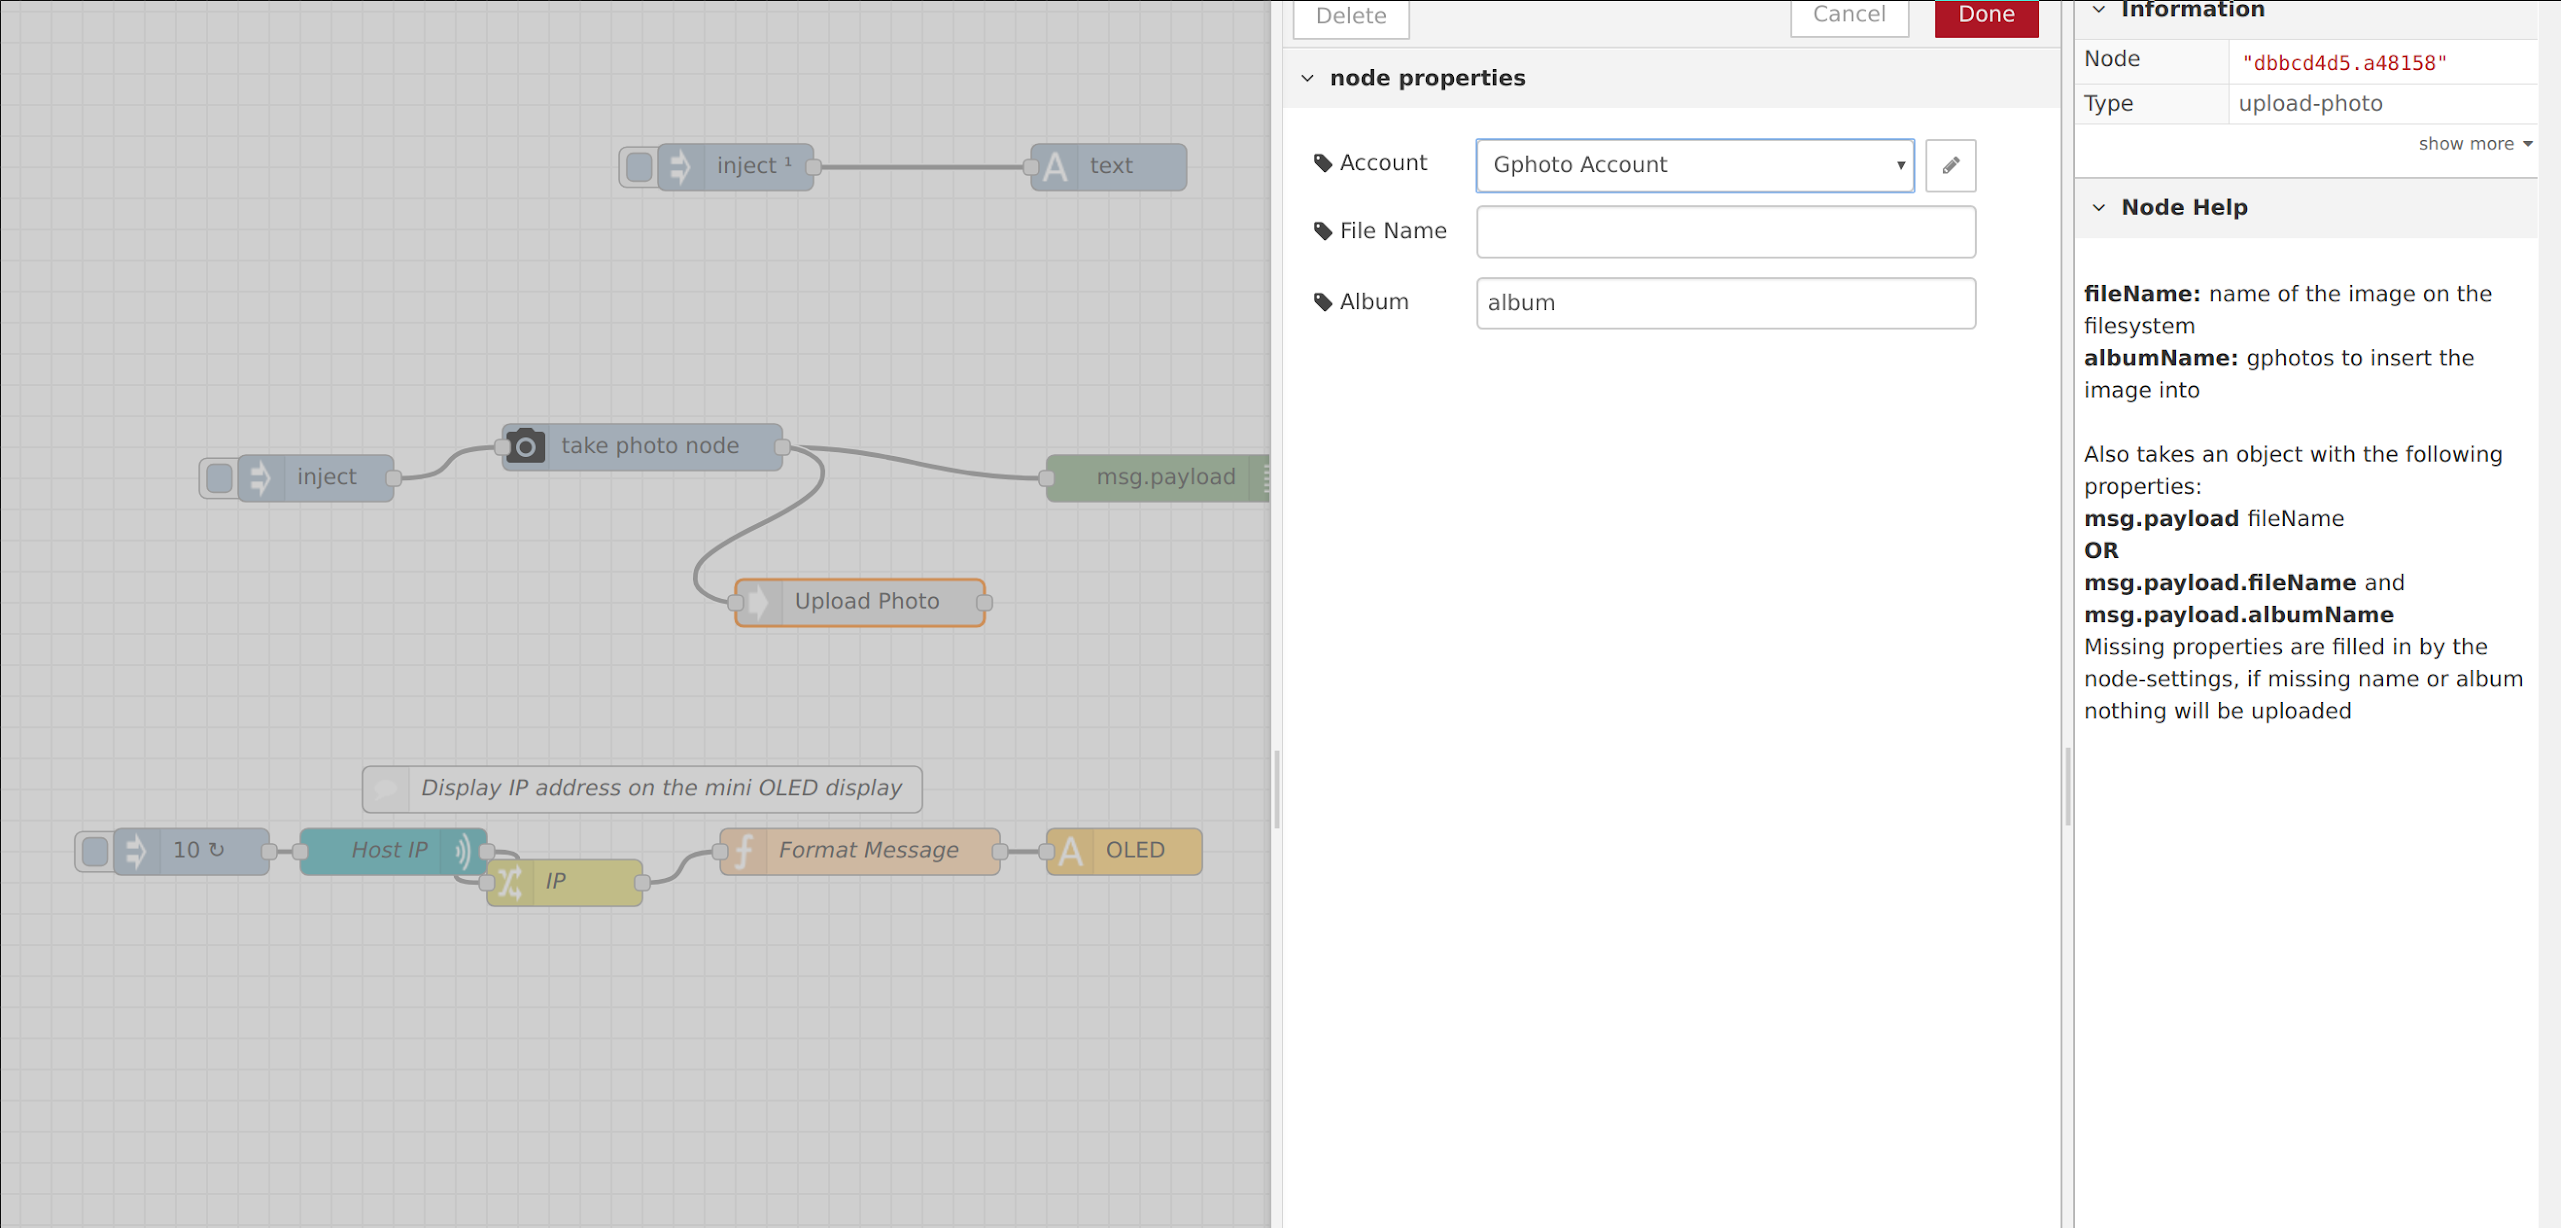 inject ¹
text
inject
take photo node
msg.payload
Upload Photo
Display IP address on the mini OLED display
10 ↻
Host IP
IP
Format Message
OLED
Delete
Cancel
Done
node properties
Account
Gphoto Account
File Name
Album
album
Information
Node
"dbbcd4d5.a48158"
Type
upload-photo
show more
Node Help
fileName: name of the image on the
filesystem
albumName: gphotos to insert the
image into
Also takes an object with the following
properties:
msg.payload fileName
OR
msg.payload.fileName and
msg.payload.albumName
Missing properties are filled in by the
node-settings, if missing name or album
nothing will be uploaded